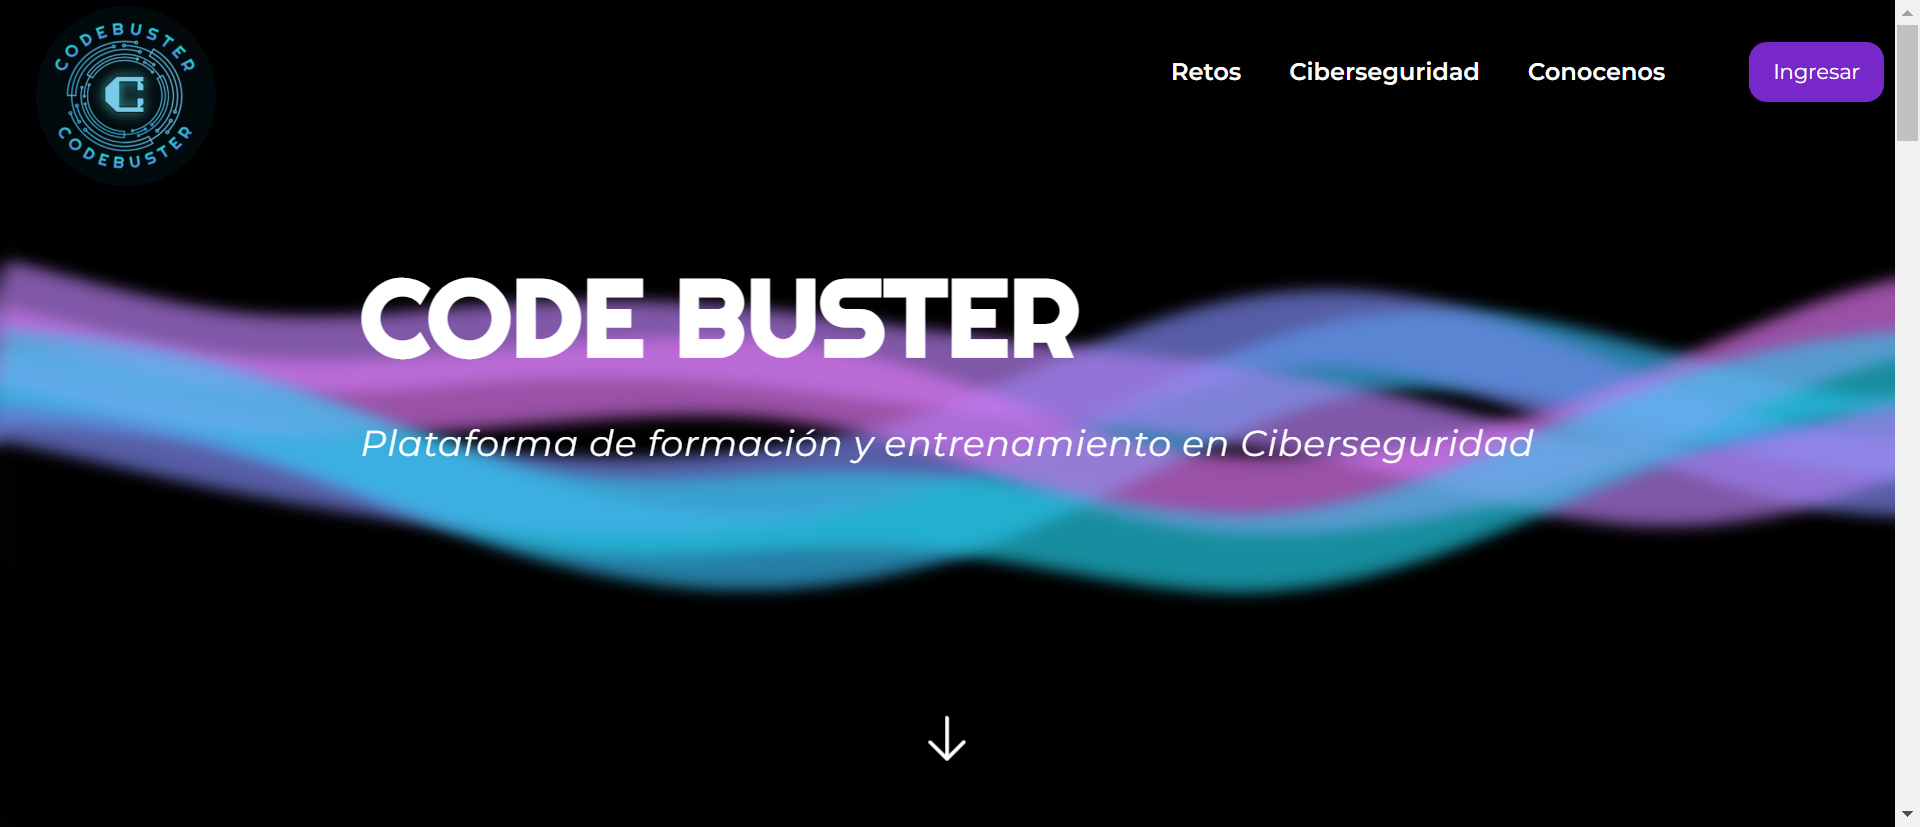 CODEBUSTER
C
CODEBUSTER
Retos
Ciberseguridad
Conocenos
Ingresar
CODE BUSTER
Plataforma de formación y entrenamiento en Ciberseguridad